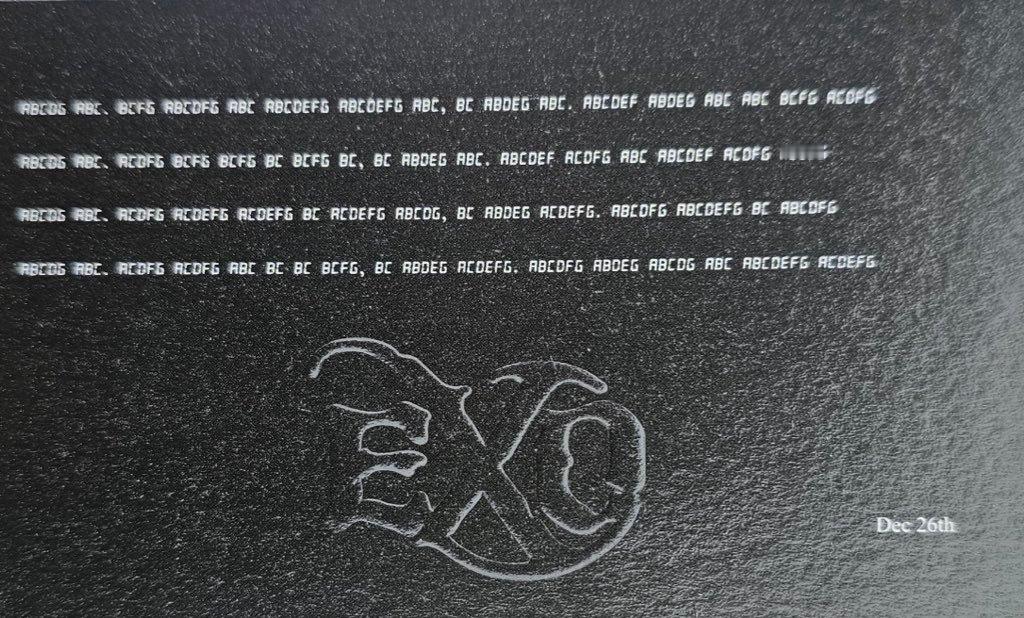 ABCDG ABC. BCFG ABCDFG ABC ABCDEFG ABCDEFG ABC, BC ABDEG ABC. ABCDEF ABDEG ABC ABC BCFG ACDFG
ABCDG ABC. ACDFG BCFG BCFG BC BCFG BC, BC ABDEG ABC. ABCDEF ACDFG ABC ABCDEF ACDFG
ABCDG ABC. ACDFG ACDEFG ACDEFG BC ACDEFG ABCDG, BC ABDEG ACDEFG. ABCDFG ABCDEFG BC ABCDFG
ABCDG ABC. ACDFG ACDFG ABC BC BC BCFG, BC ABDEG ACDEFG. ABCDFG ABDEG ABCDG ABC ABCDEFG ACDEFG
EXO
Dec 26th